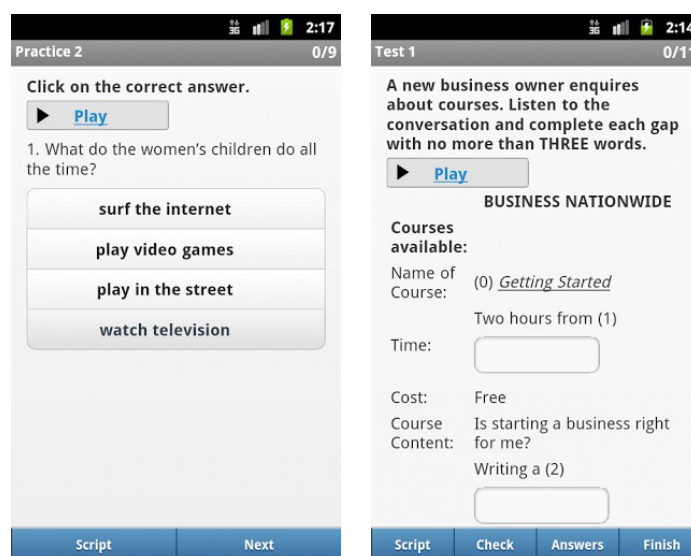 3G 2:17
Practice 2 0/9
Click on the correct answer.
Play
1. What do the women's children do all
the time?
surf the internet
play video games
play in the street
watch television
Script Next
3G 2:14
Test 1 0/11
A new business owner enquires
about courses. Listen to the
conversation and complete each gap
with no more than THREE words.
Play
BUSINESS NATIONWIDE
Courses
available:
Name of
Course:
(0) Getting Started
Two hours from (1)
Time:
Cost: Free
Course
Content:
Is starting a business right
for me?
Writing a (2)
Script Check Answers Finish